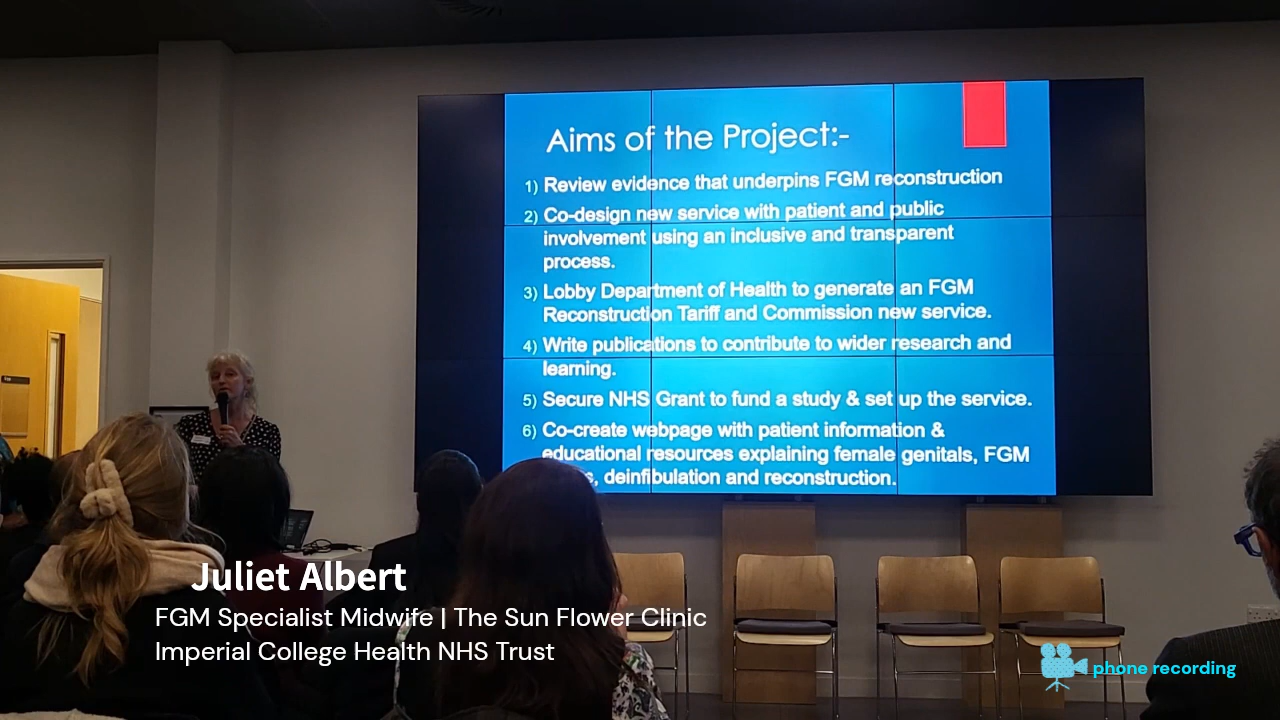 Aims of the Project:-
1) Review evidence that underpins FGM reconstruction
2) Co-design new service with patient and public
involvement using an inclusive and transparent
process.
3) Lobby Department of Health to generate an FGM
Reconstruction Tariff and Commission new service.
4) Write publications to contribute to wider research and
learning.
5) Secure NHS Grant to fund a study & set up the service.
6) Co-create webpage with patient information &
educational resources explaining female genitals, FGM
deinfibulation and reconstruction.
Juliet Albert
FGM Specialist Midwife | The Sun Flower Clinic
Imperial College Health NHS Trust
phone recording